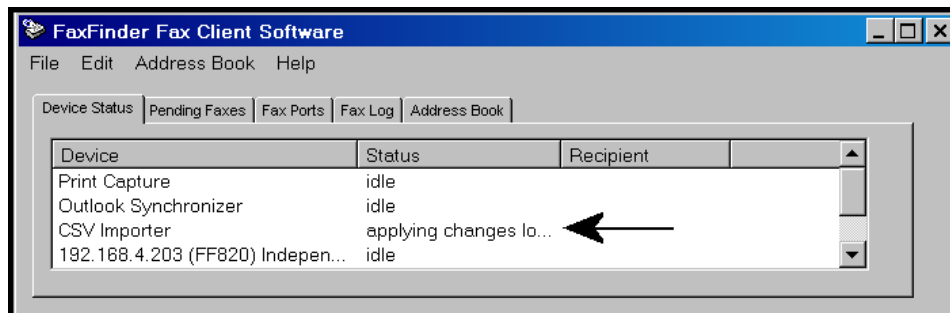 FaxFinder Fax Client Software
File Edit Address Book Help
Device Status Pending Faxes Fax Ports Fax Log Address Book
Device Status Recipient
Print Capture idle
Outlook Synchronizer idle
CSV Importer applying changes lo...
192.168.4.203 (FF820) Indepen... idle